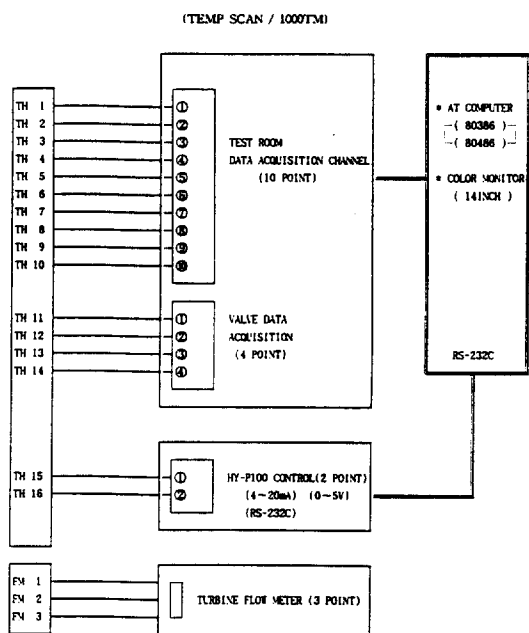 (TEMP SCAN / 1000TM)
TH 1 ①
TH 2 ②
TH 3 ③
TH 4 ④
TH 5 ⑤
TH 6 ⑥
TH 7 ⑦
TH 8 ⑧
TH 9 ⑨
TH 10 ⑩
TEST ROOM
DATA ACQUISITION CHANNEL
(10 POINT)
TH 11 ①
TH 12 ②
TH 13 ③
TH 14 ④
VALVE DATA
ACQUISITION
(4 POINT)
* AT COMPUTER
( 80386 )
( 80486 )
* COLOR MONITOR
( 14INCH )
RS-232C
TH 15 ①
TH 16 ②
HY-P100 CONTROL(2 POINT)
(4~20mA) (0~5V)
(RS-232C)
FM 1
FM 2
FM 3
TURBINE FLOW METER (3 POINT)